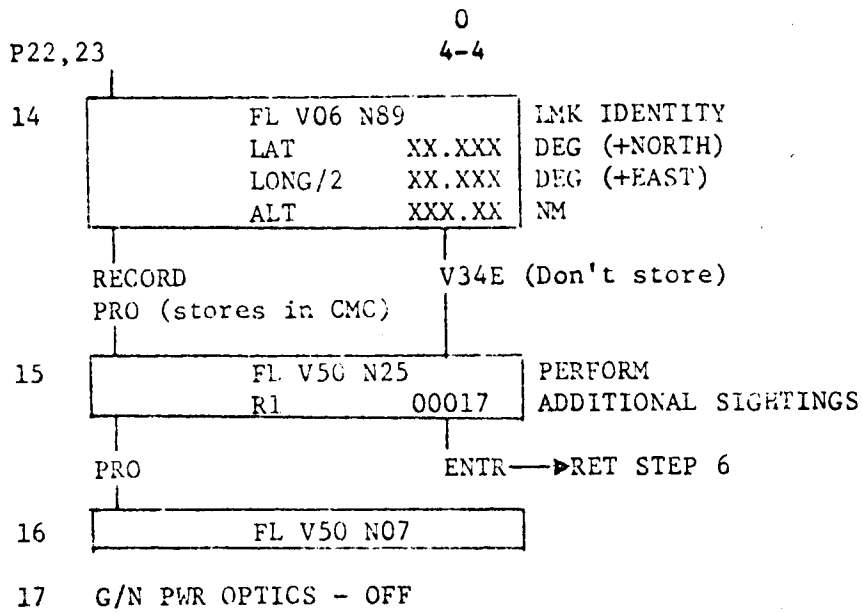 0
P22,23 4-4
14 FL V06 N89 LMK IDENTITY
LAT XX.XXX DEG (+NORTH)
LONG/2 XX.XXX DEG (+EAST)
ALT XXX.XX NM
RECORD V34E (Don't store)
PRO (stores in CMC)
15 FL V50 N25 PERFORM
R1 00017 ADDITIONAL SIGHTINGS
PRO ENTR RET STEP 6
16 FL V50 N07
17 G/N PWR OPTICS - OFF